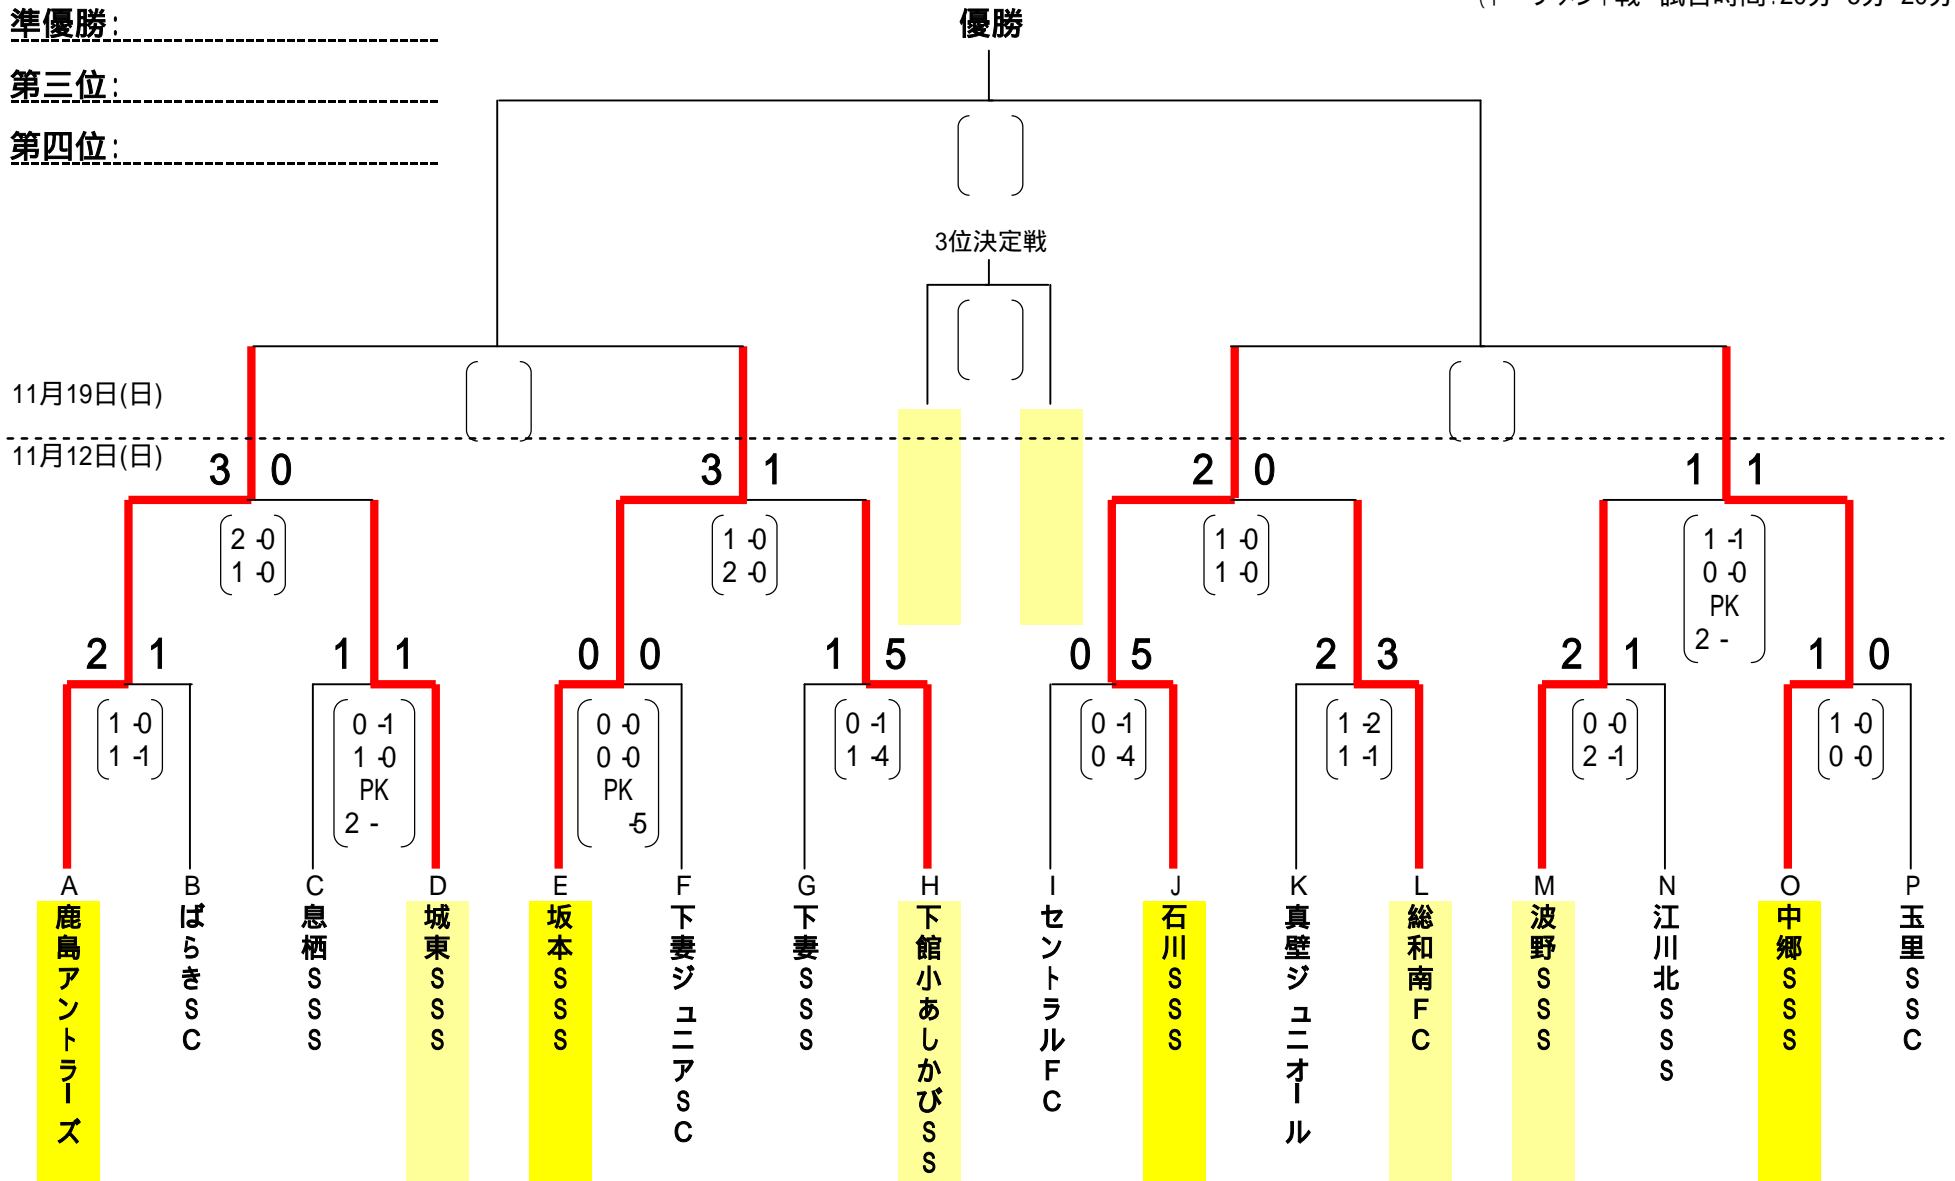 準優勝：
優勝
第三位：
第四位：
3位決定戦
11月19日(日)
11月12日(日)
3 0
3 1
2 0
1 1
2 -0
1 -0
1 -0
2 -0
1 -0
1 -0
1 -1
0 -0
PK
2 -
2 1
1 1
0 0
1 5
0 5
2 3
2 1
1 0
1 -0
1 -1
0 -1
1 -0
PK
2 -
0 -0
0 -0
PK
-5
0 -1
1 -4
0 -1
0 -4
1 -2
1 -1
0 -0
2 -1
1 -0
0 -0
A
鹿島アントラーズ
B
ばらきSC
C
息栖SSS
D
城東SSS
E
坂本SSS
F
下妻ジュニアSC
G
下妻SSS
H
下館小あしかびSS
I
セントラルFC
J
石川SSS
K
真壁ジュニオール
L
総和南FC
M
波野SSS
N
江川北SSS
O
中郷SSS
P
玉里SSC